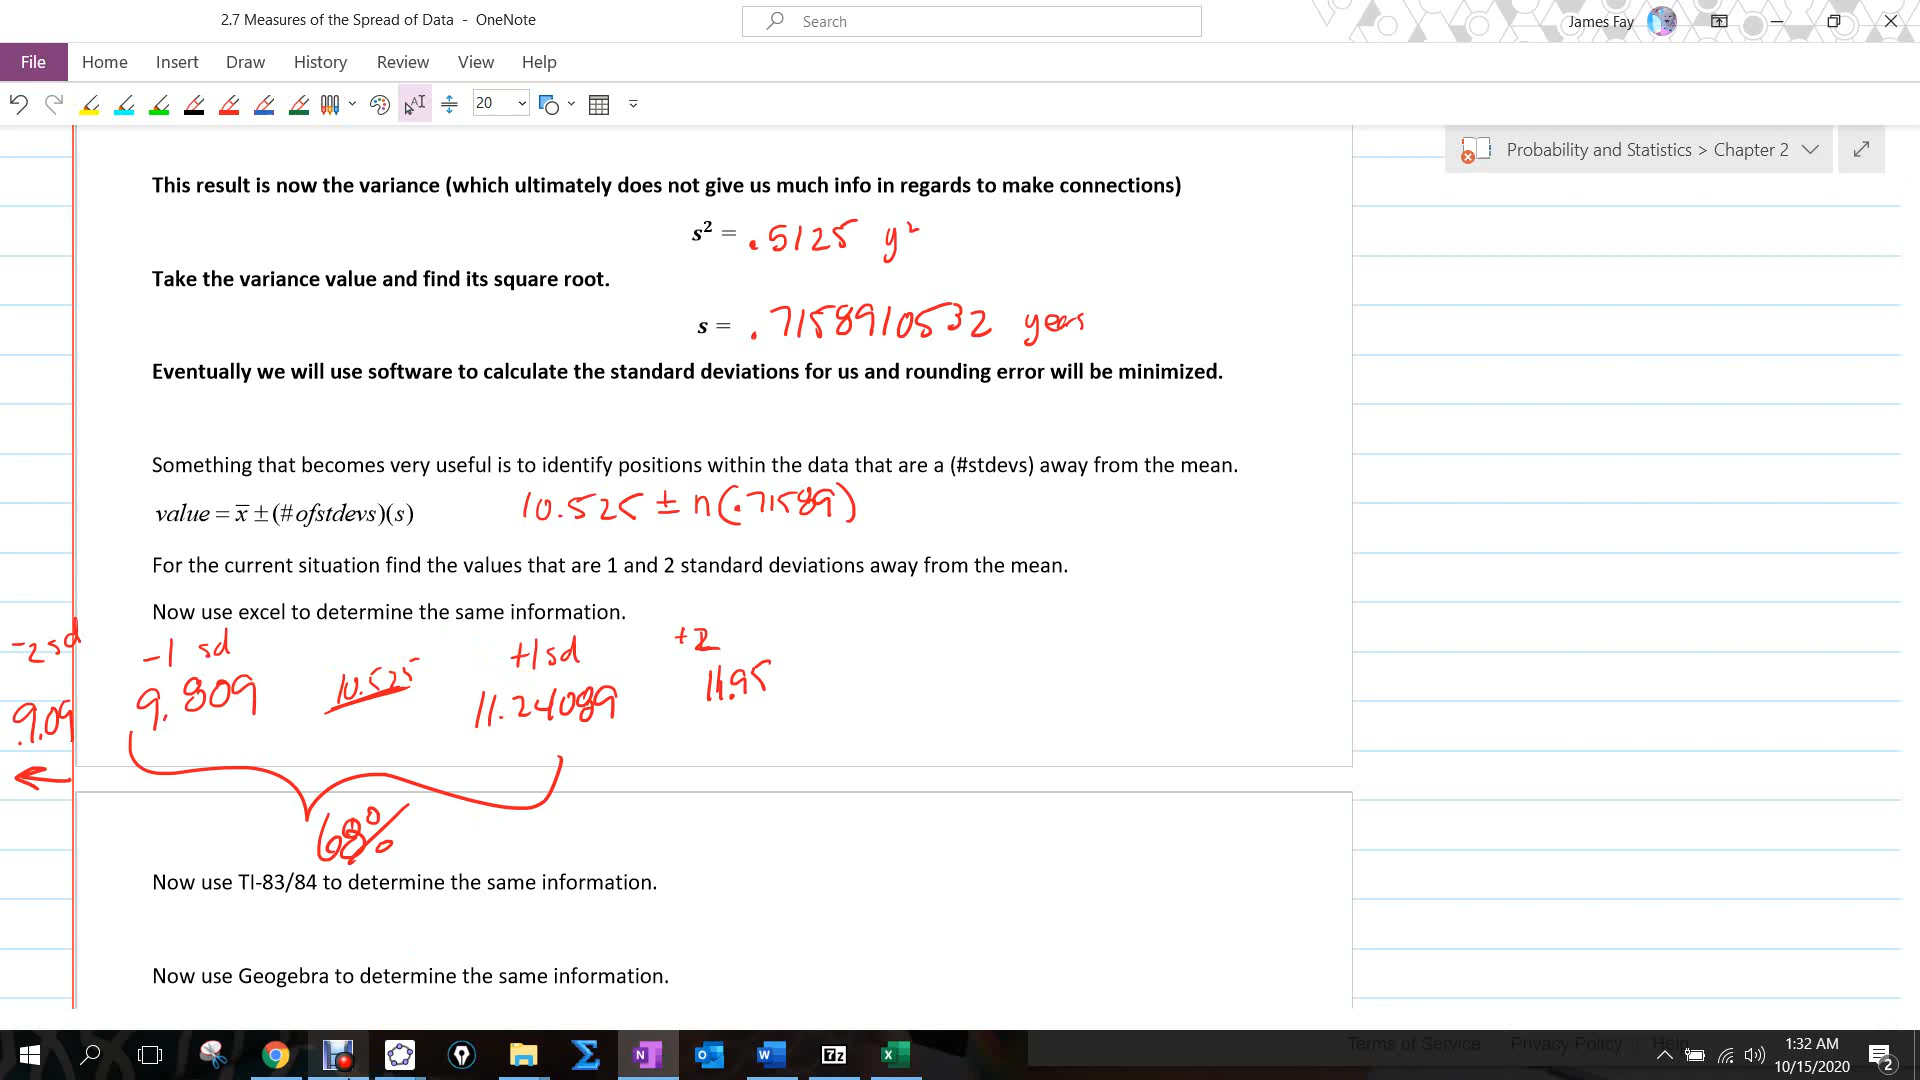 2.7 Measures of the Spread of Data - OneNote
Search
James Fay
File Home Insert Draw History Review View Help
20
Probability and Statistics > Chapter 2
This result is now the variance (which ultimately does not give us much info in regards to make connections)
s² = .5125 y²
Take the variance value and find its square root.
s = .7158910532 years
Eventually we will use software to calculate the standard deviations for us and rounding error will be minimized.
Something that becomes very useful is to identify positions within the data that are a (#stdevs) away from the mean.
value = x̅ ± (# ofstdevs)(s) 10.525 ± n(.71589)
For the current situation find the values that are 1 and 2 standard deviations away from the mean.
Now use excel to determine the same information.
-2sd -1 sd +1sd +2
9.09 9.809 10.525 11.24089 11.95
68%
Now use TI-83/84 to determine the same information.
Now use Geogebra to determine the same information.
Terms of Service Privacy Policy Help
1:32 AM
10/15/2020
2